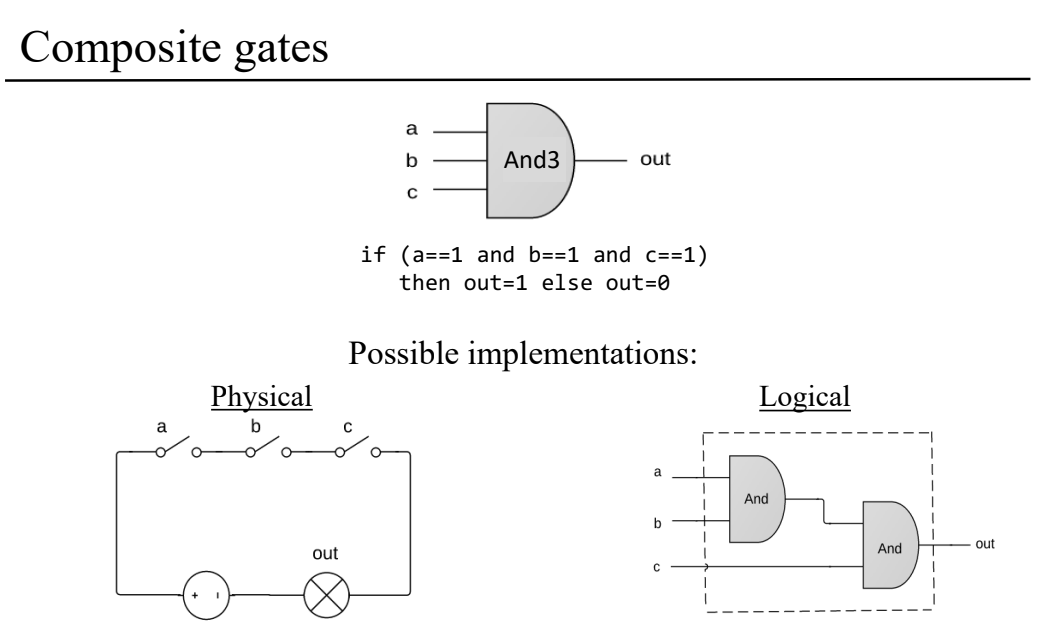 Composite gates
a
b
c
And3
out
if (a==1 and b==1 and c==1)
then out=1 else out=0
Possible implementations:
Physical
a
b
c
out
+
-
Logical
a
b
c
And
And
out